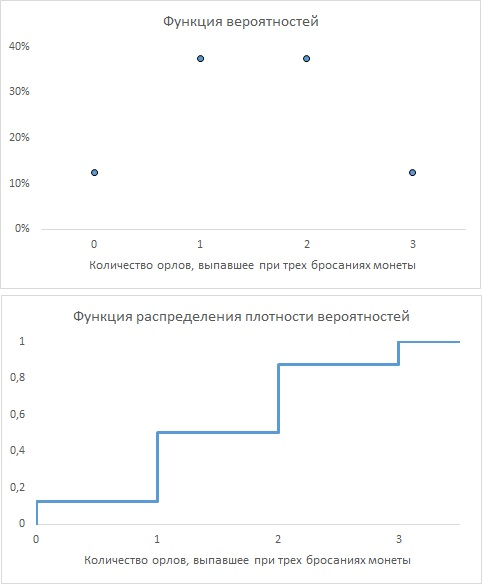 Функция вероятностей
40%
30%
20%
10%
0%
0 1 2 3
Количество орлов, выпавшее при трех бросаниях монеты
Функция распределения плотности вероятностей
1
0,8
0,6
0,4
0,2
0
0 1 2 3
Количество орлов, выпавшее при трех бросаниях монеты